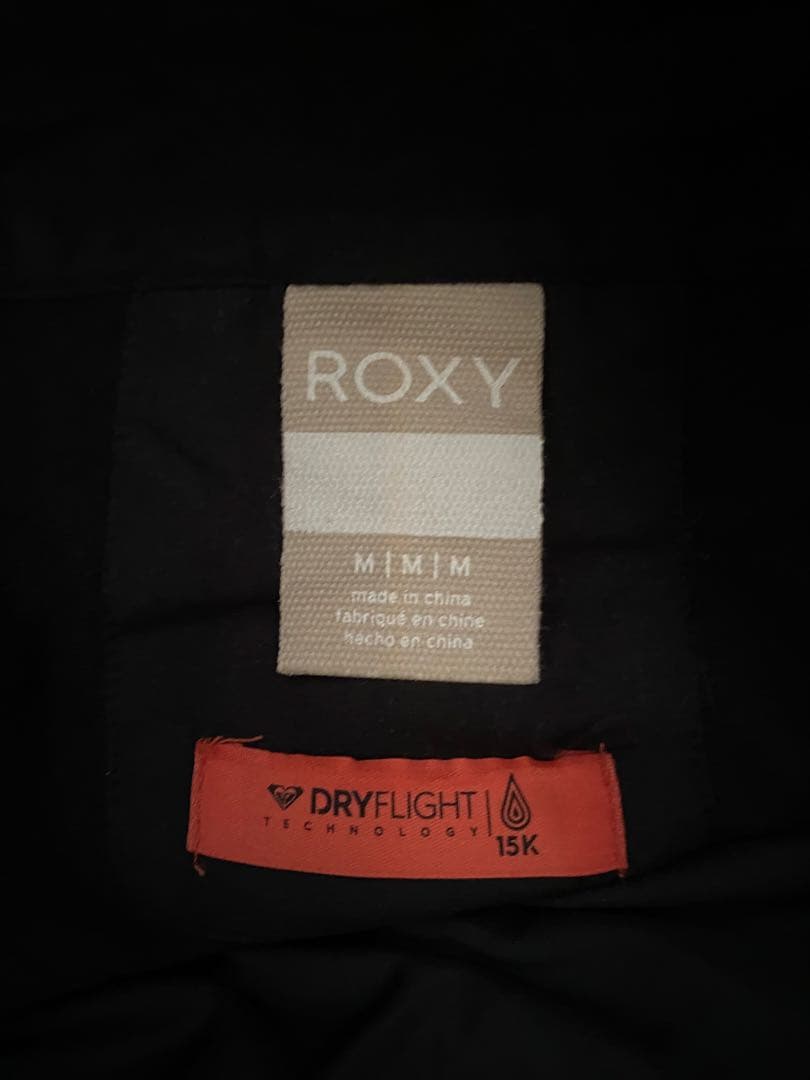 ROXY
M|M|M
made in china
fabriqué en chine
hecho en china
DRYFLIGHT
TECHNOLOGY
15K